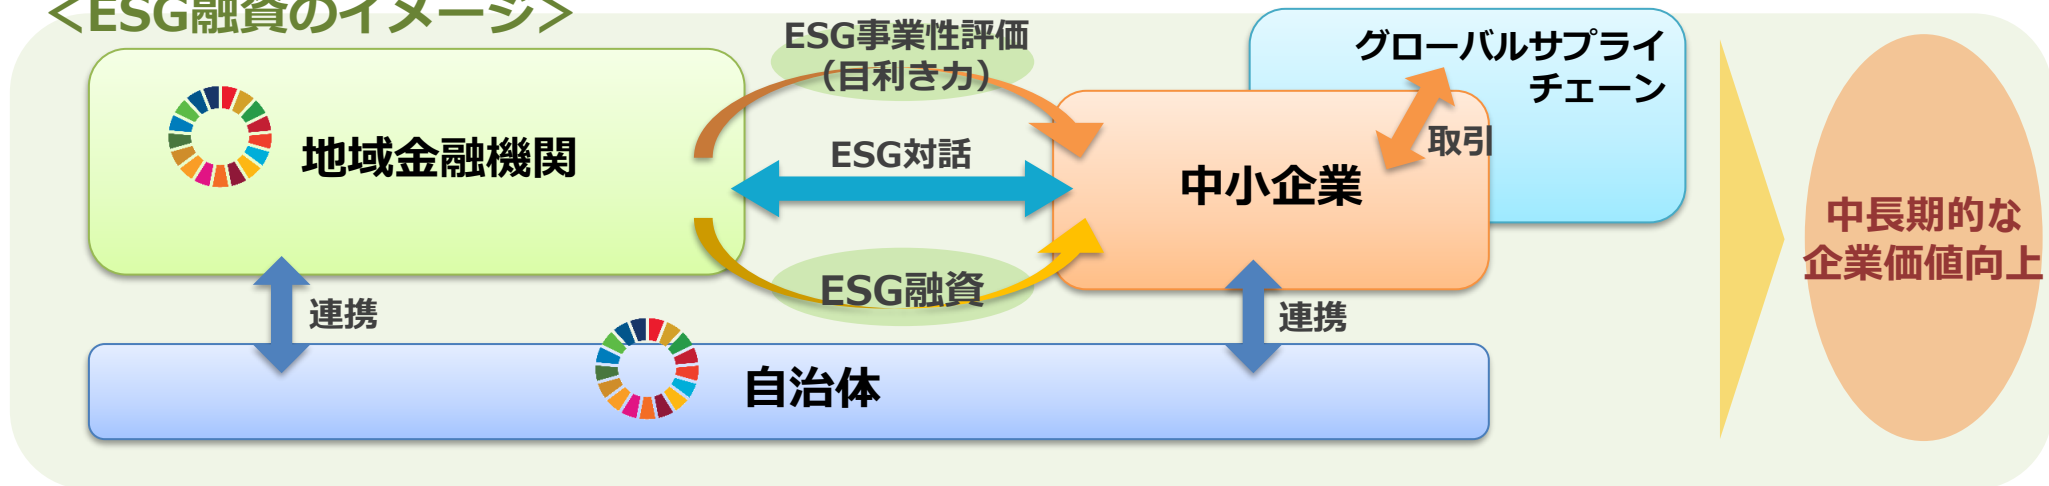 ＜ESG融資のイメージ＞
ESG事業性評価
（目利き力）
グローバルサプライ
チェーン
地域金融機関
ESG対話
中小企業
取引
ESG融資
連携
連携
自治体
中長期的な
企業価値向上